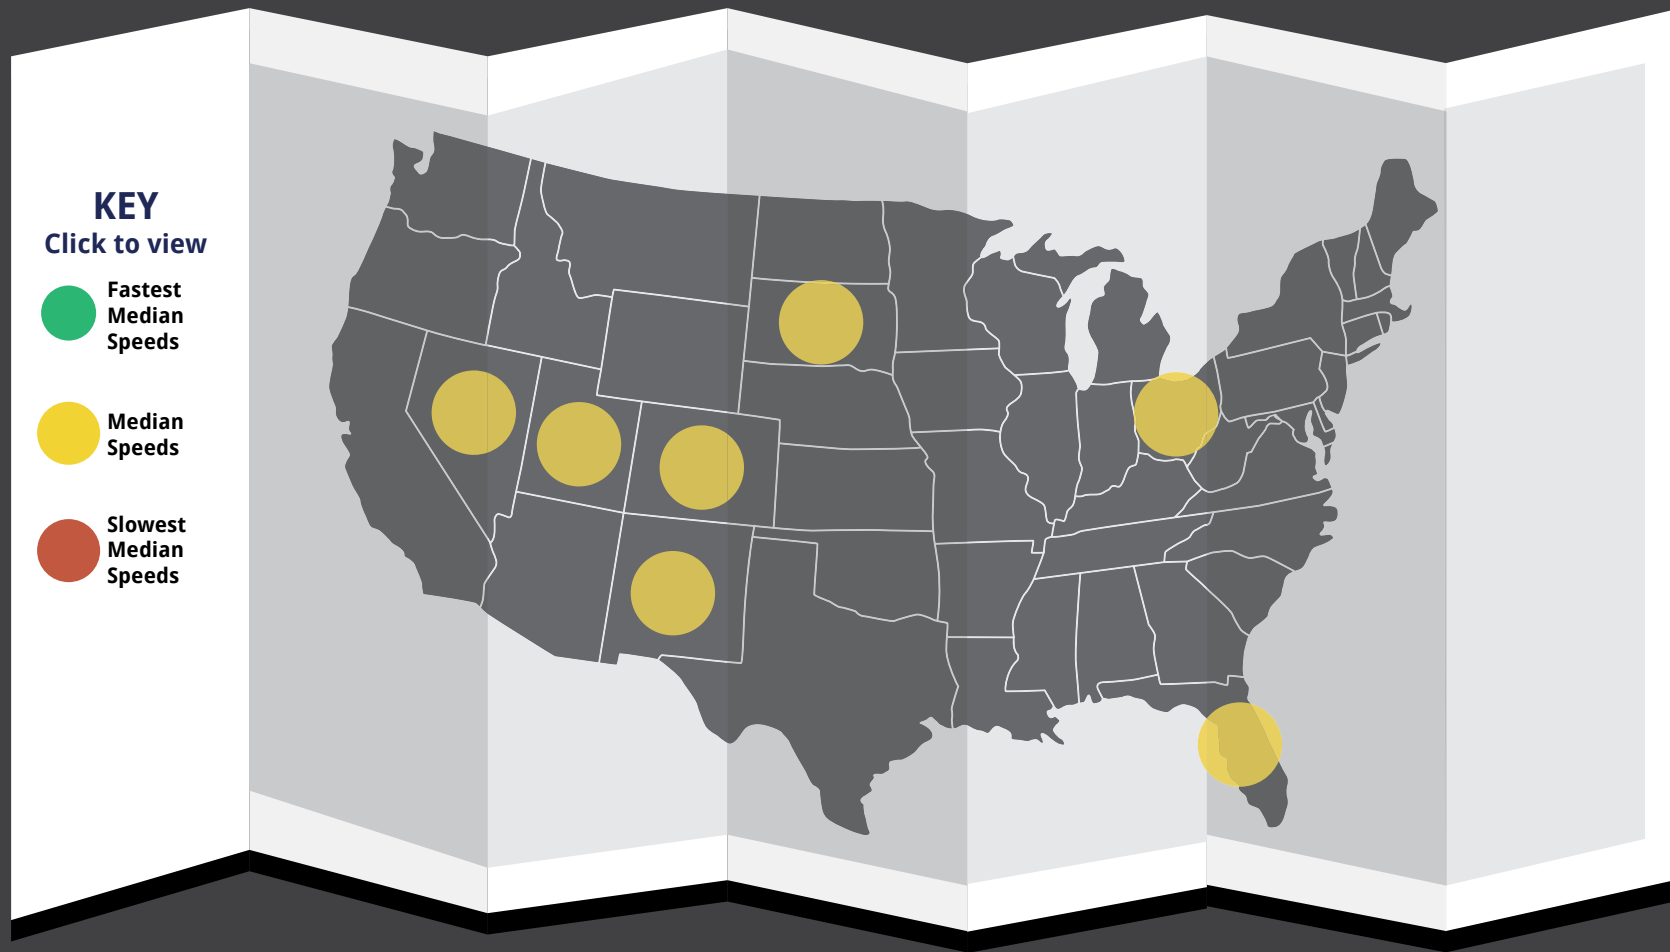 KEY
Click to view
Fastest
Median
Speeds
Median
Speeds
Slowest
Median
Speeds